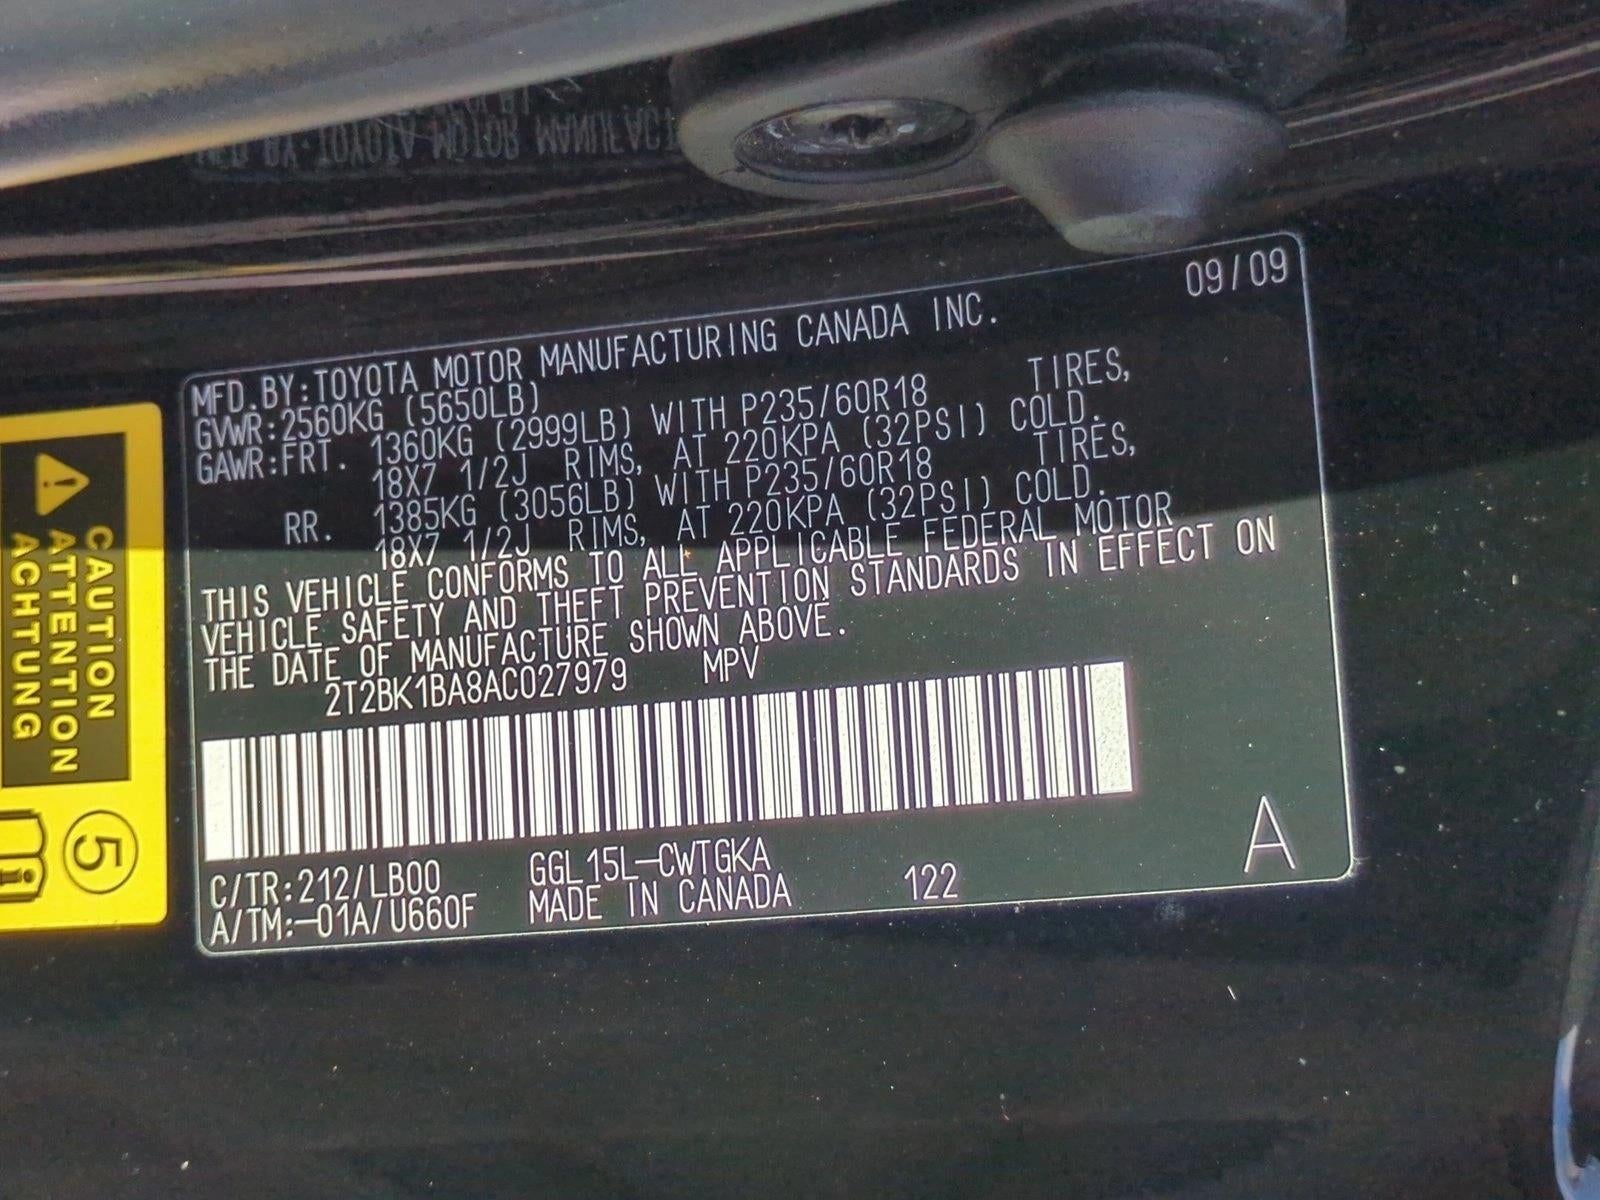 09/09
MFD.BY:TOYOTA MOTOR MANUFACTURING CANADA INC.
GVWR:2560KG (5650LB)
GAWR:FRT. 1360KG (2999LB) WITH P235/60R18 TIRES,
18X7 1/2J RIMS, AT 220KPA (32PSI) COLD.
RR. 1385KG (3056LB) WITH P235/60R18 TIRES,
18X7 1/2J RIMS, AT 220KPA (32PSI) COLD.
THIS VEHICLE CONFORMS TO ALL APPLICABLE FEDERAL MOTOR
VEHICLE SAFETY AND THEFT PREVENTION STANDARDS IN EFFECT ON
THE DATE OF MANUFACTURE SHOWN ABOVE.
2T2BK1BA8AC027979 MPV
C/TR:212/LB00 GGL15L-CWTGKA
A/TM:-01A/U660F MADE IN CANADA 122 A
CAUTION
ATTENTION
ACHTUNG
5